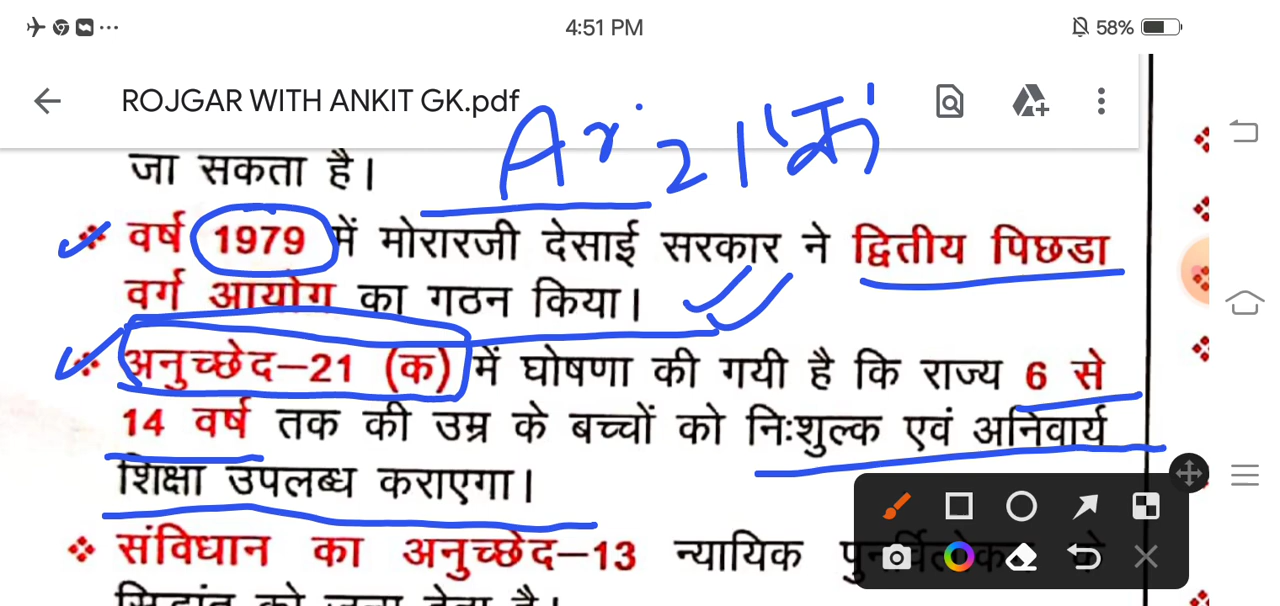 4:51 PM
58%
ROJGAR WITH ANKIT GK.pdf
Ar 21 'क'
जा सकता है।
वर्ष 1979 में मोरारजी देसाई सरकार ने द्वितीय पिछडा
वर्ग आयोग का गठन किया।
अनुच्छेद–21 (क) में घोषणा की गयी है कि राज्य 6 से
14 वर्ष तक की उम्र के बच्चों को निःशुल्क एवं अनिवार्य
शिक्षा उपलब्ध कराएगा।
संविधान का अनुच्छेद–13 न्यायिक